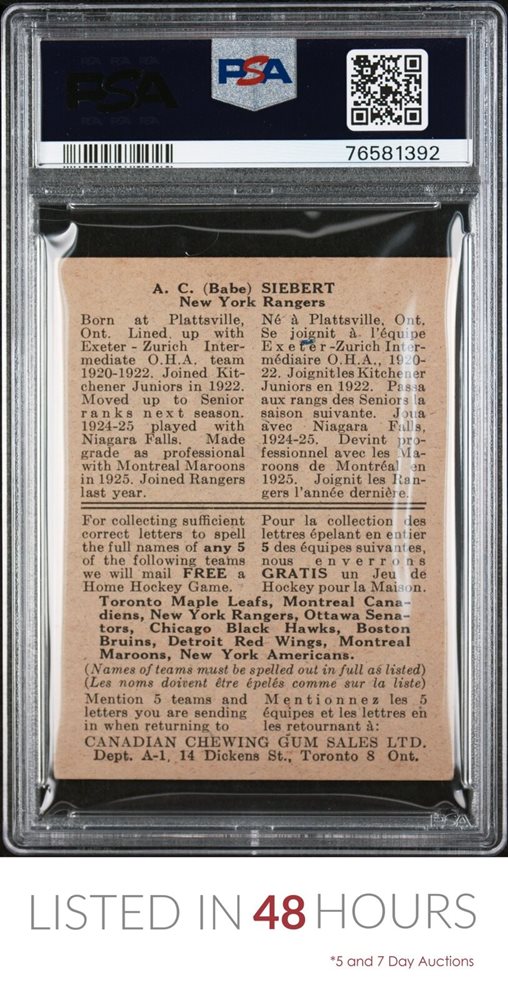 PSA
PSA
76581392
A. C. (Babe) SIEBERT
New York Rangers
Born at Plattsville,
Ont. Lined up with
Exeter - Zurich Inter-
mediate O.H.A. team
1920-1922. Joined Kit-
chener Juniors in 1922.
Moved up to Senior
ranks next season.
1924-25 played with
Niagara Falls. Made
grade as professional
with Montreal Maroons
in 1925. Joined Rangers
last year.
Né à Plattsville, Ont.
Se joignit à l'équipe
Exeter-Zurich Inter-
médiaire O.H.A., 1920-
22. Joignit les Kitchener
Juniors en 1922. Passa
aux rangs des Seniors la
saison suivante. Joua
avec Niagara Falls,
1924-25. Devint pro-
fessionnel avec les Ma-
roons de Montréal en
1925. Joignit les Ran-
gers l'année dernière.
For collecting sufficient
correct letters to spell
the full names of any 5
of the following teams
we will mail FREE a
Home Hockey Game.
Pour la collection des
lettres épelant en entier
5 des équipes suivantes,
nous enverrons
GRATIS un Jeu de
Hockey pour la Maison.
Toronto Maple Leafs, Montreal Cana-
diens, New York Rangers, Ottawa Sena-
tors, Chicago Black Hawks, Boston
Bruins, Detroit Red Wings, Montreal
Maroons, New York Americans.
(Names of teams must be spelled out in full as listed)
(Les noms doivent être épelés comme sur la liste)
Mention 5 teams and
letters you are sending
in when returning to
Mentionnez les 5
équipes et les lettres en
les retournant à:
CANADIAN CHEWING GUM SALES LTD.
Dept. A-1, 14 Dickens St., Toronto 8 Ont.
PSA
LISTED IN 48 HOURS
*5 and 7 Day Auctions